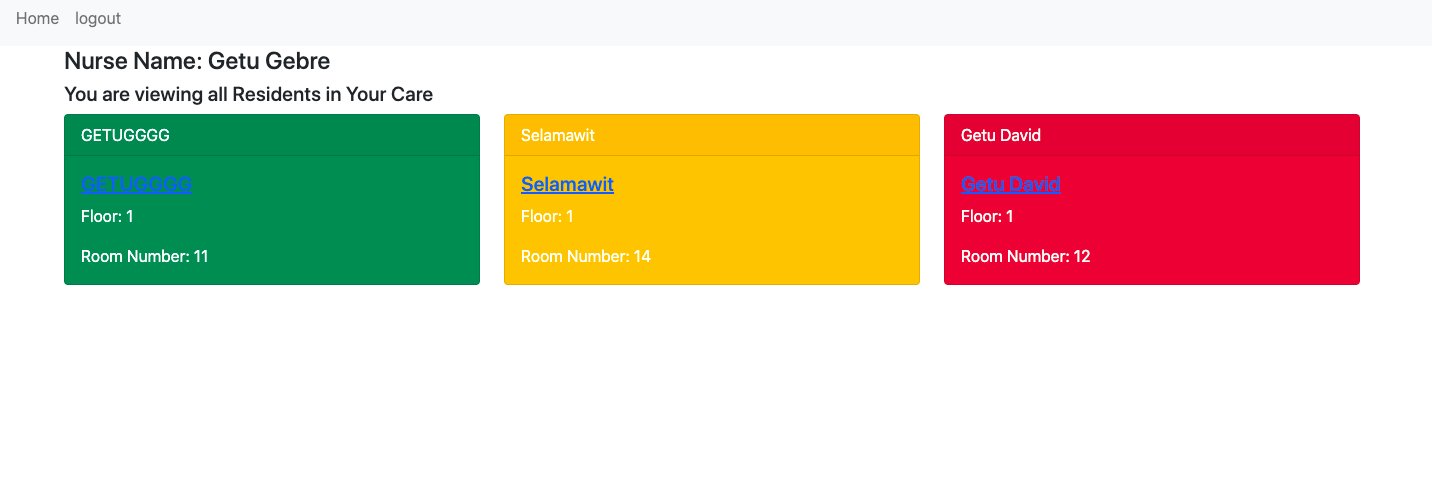 Home logout
Nurse Name: Getu Gebre
You are viewing all Residents in Your Care
GETUGGGG
GETUGGGG
Floor: 1
Room Number: 11
Selamawit
Selamawit
Floor: 1
Room Number: 14
Getu David
Getu David
Floor: 1
Room Number: 12